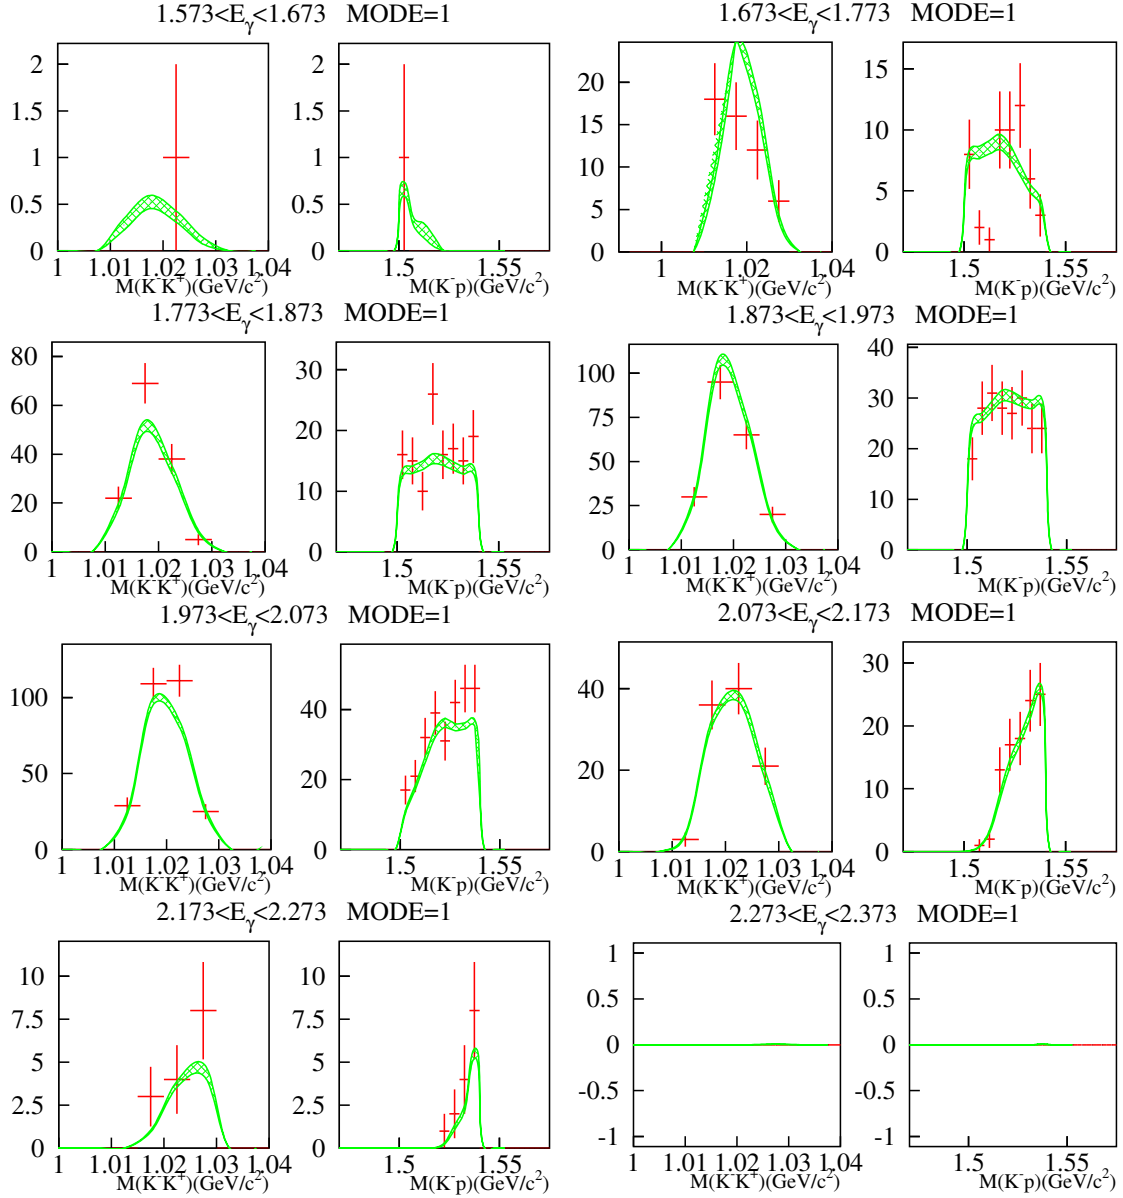 1.573<Eγ<1.673 MODE=1
2
1.5
1
0.5
0
1 1.01 1.02 1.03 1.04
M(K⁻K⁺)(GeV/c²)
2
1.5
1
0.5
0
1.5 1.55
M(K⁻p)(GeV/c²)
1.673<Eγ<1.773 MODE=1
20
15
10
5
0
1 1.02 1.04
M(K⁻K⁺)(GeV/c²)
15
10
5
0
1.5 1.55
M(K⁻p)(GeV/c²)
1.773<Eγ<1.873 MODE=1
80
60
40
20
0
1 1.01 1.02 1.03 1.04
M(K⁻K⁺)(GeV/c²)
30
20
10
0
1.5 1.55
M(K⁻p)(GeV/c²)
1.873<Eγ<1.973 MODE=1
100
75
50
25
0
1 1.01 1.02 1.03 1.04
M(K⁻K⁺)(GeV/c²)
40
30
20
10
0
1.5 1.55
M(K⁻p)(GeV/c²)
1.973<Eγ<2.073 MODE=1
100
50
0
1 1.01 1.02 1.03 1.04
M(K⁻K⁺)(GeV/c²)
40
20
0
1.5 1.55
M(K⁻p)(GeV/c²)
2.073<Eγ<2.173 MODE=1
40
20
0
1 1.01 1.02 1.03 1.04
M(K⁻K⁺)(GeV/c²)
30
20
10
0
1.5 1.55
M(K⁻p)(GeV/c²)
2.173<Eγ<2.273 MODE=1
10
7.5
5
2.5
0
1 1.01 1.02 1.03 1.04
M(K⁻K⁺)(GeV/c²)
10
7.5
5
2.5
0
1.5 1.55
M(K⁻p)(GeV/c²)
2.273<Eγ<2.373 MODE=1
1
0.5
0
-0.5
-1
1 1.01 1.02 1.03 1.04
M(K⁻K⁺)(GeV/c²)
1
0.5
0
-0.5
-1
1.5 1.55
M(K⁻p)(GeV/c²)